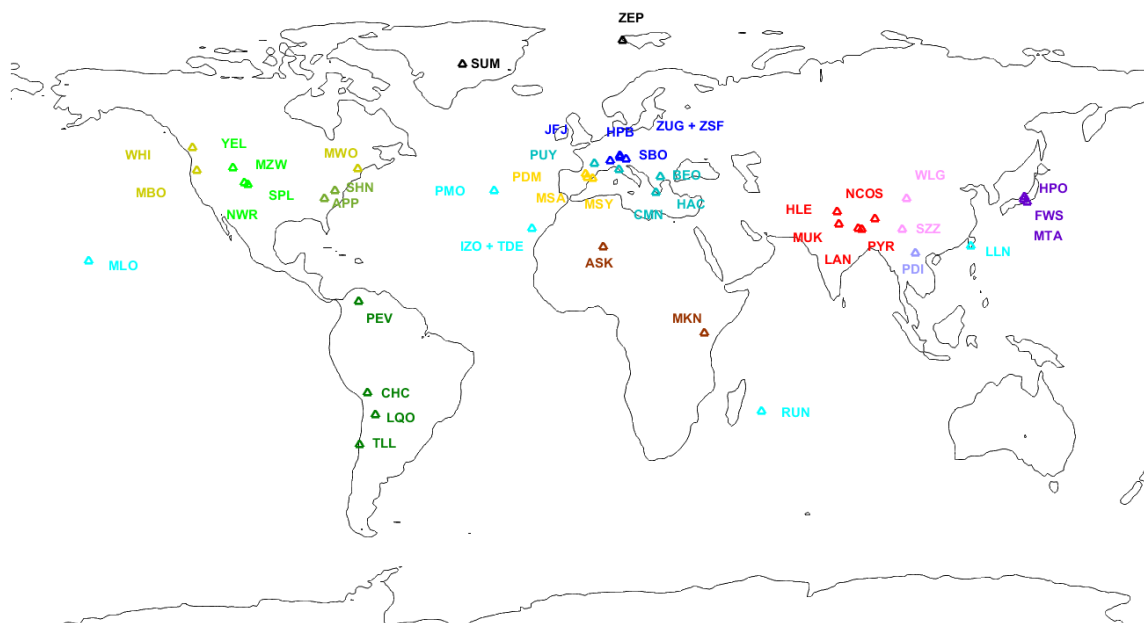 ZEP
SUM
JFJ
HPB
ZUG + ZSF
WHI
YEL
MWO
PUY
SBO
MZW
PDM
BEO
WLG
MBO
SPL
SHN
PMO
MSA
MSY
HAC
NCOS
HPO
APP
HLE
NWR
CMN
FWS
MUK
SZZ
MTA
IZO + TDE
PYR
LLN
MLO
ASK
LAN
PDI
PEV
MKN
CHC
RUN
LQO
TLL